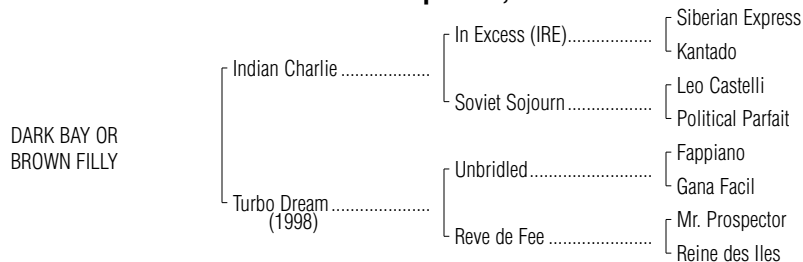 Siberian Express
In Excess (IRE)..................
Kantado
Indian Charlie ...................
Leo Castelli
Soviet Sojourn ..................
Political Parfait
DARK BAY OR
BROWN FILLY
Fappiano
Unbridled..........................
Gana Facil
Turbo Dream .....................
(1998)
Mr. Prospector
Reve de Fee .....................
Reine des Iles